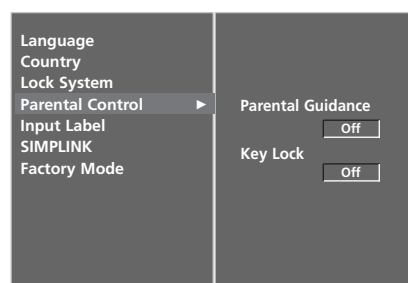 Language
Country
Lock System
Parental Control ►
Input Label
SIMPLINK
Factory Mode
Parental Guidance
Off
Key Lock
Off